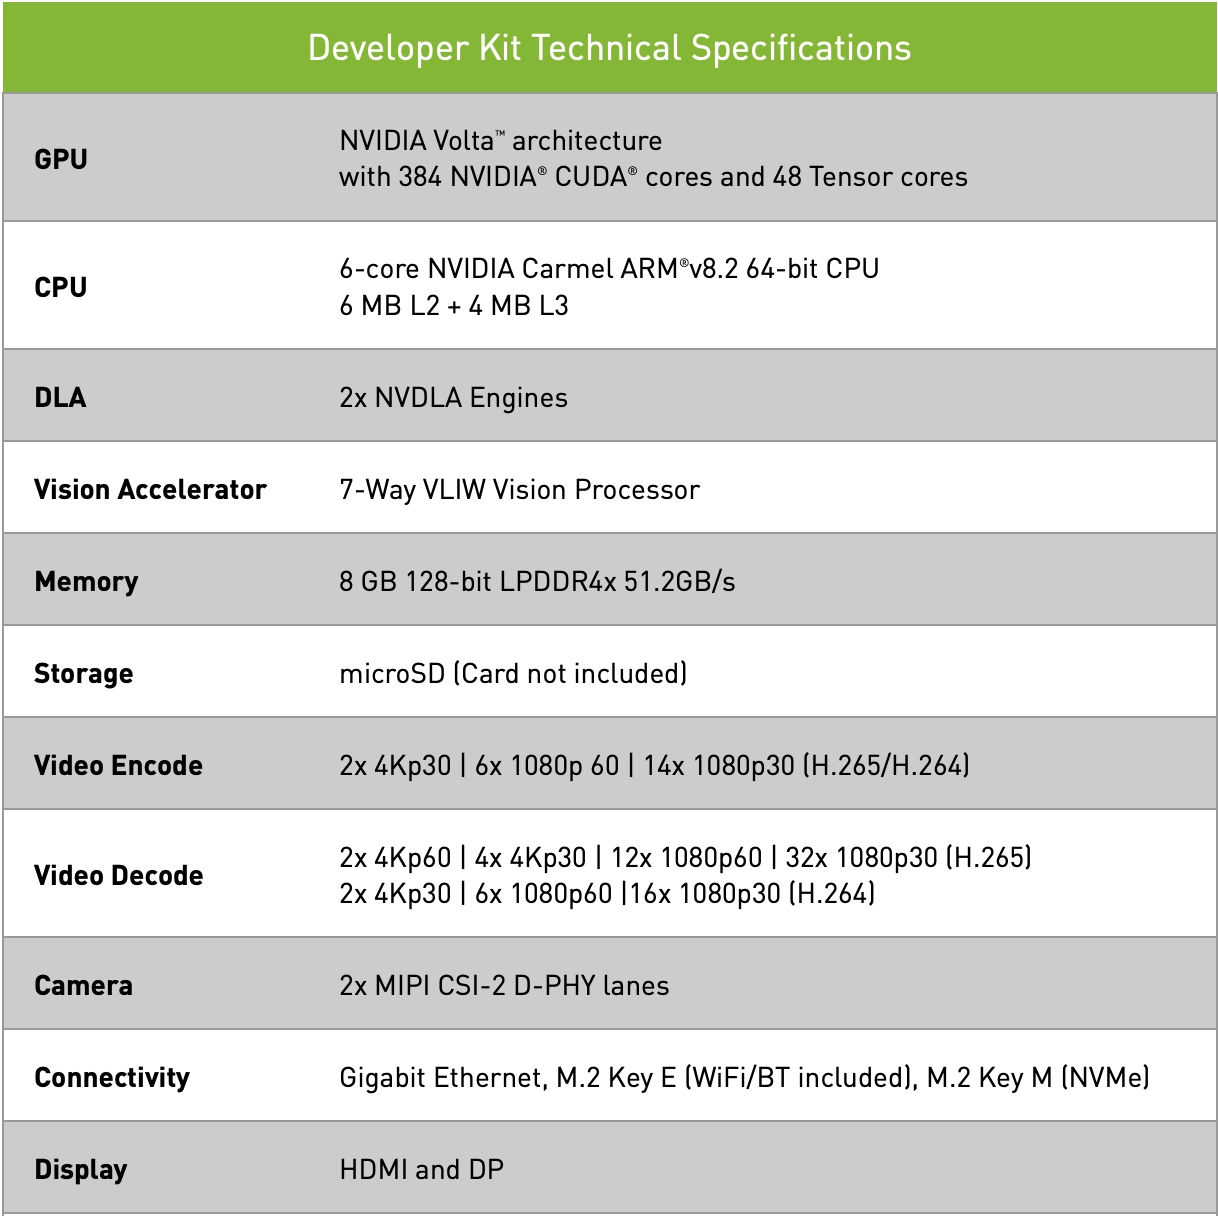 Developer Kit Technical Specifications
GPU
NVIDIA Volta™ architecture
with 384 NVIDIA® CUDA® cores and 48 Tensor cores
CPU
6-core NVIDIA Carmel ARM®v8.2 64-bit CPU
6 MB L2 + 4 MB L3
DLA
2x NVDLA Engines
Vision Accelerator
7-Way VLIW Vision Processor
Memory
8 GB 128-bit LPDDR4x 51.2GB/s
Storage
microSD (Card not included)
Video Encode
2x 4Kp30 | 6x 1080p 60 | 14x 1080p30 (H.265/H.264)
Video Decode
2x 4Kp60 | 4x 4Kp30 | 12x 1080p60 | 32x 1080p30 (H.265)
2x 4Kp30 | 6x 1080p60 |16x 1080p30 (H.264)
Camera
2x MIPI CSI-2 D-PHY lanes
Connectivity
Gigabit Ethernet, M.2 Key E (WiFi/BT included), M.2 Key M (NVMe)
Display
HDMI and DP